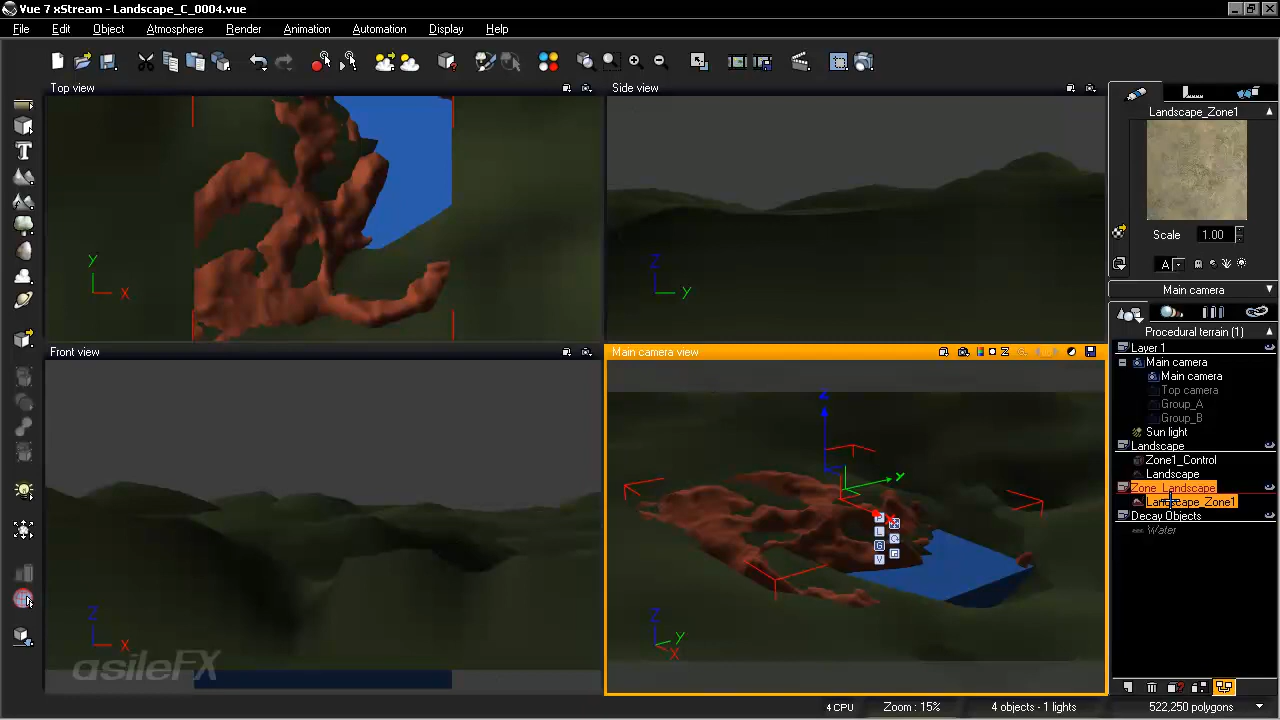 Vue 7 xStream - Landscape_C_0004.vue
File Edit Object Atmosphere Render Animation Automation Display Help
Top view
Side view
Y
X
Z
Y
Front view
Main camera view
Z
X
asileFX
Z
Y
P
L
G
V
Z
Y
X
Landscape_Zone1
Scale 1.00
A
Main camera
Procedural terrain (1)
Layer 1
Main camera
Main camera
Top camera
Group_A
Group_B
Sun light
Landscape
Zone1_Control
Landscape
Zone_Landscape
Landscape_Zone1
Decay Objects
Water
4 CPU Zoom : 15% 4 objects - 1 lights 522,250 polygons